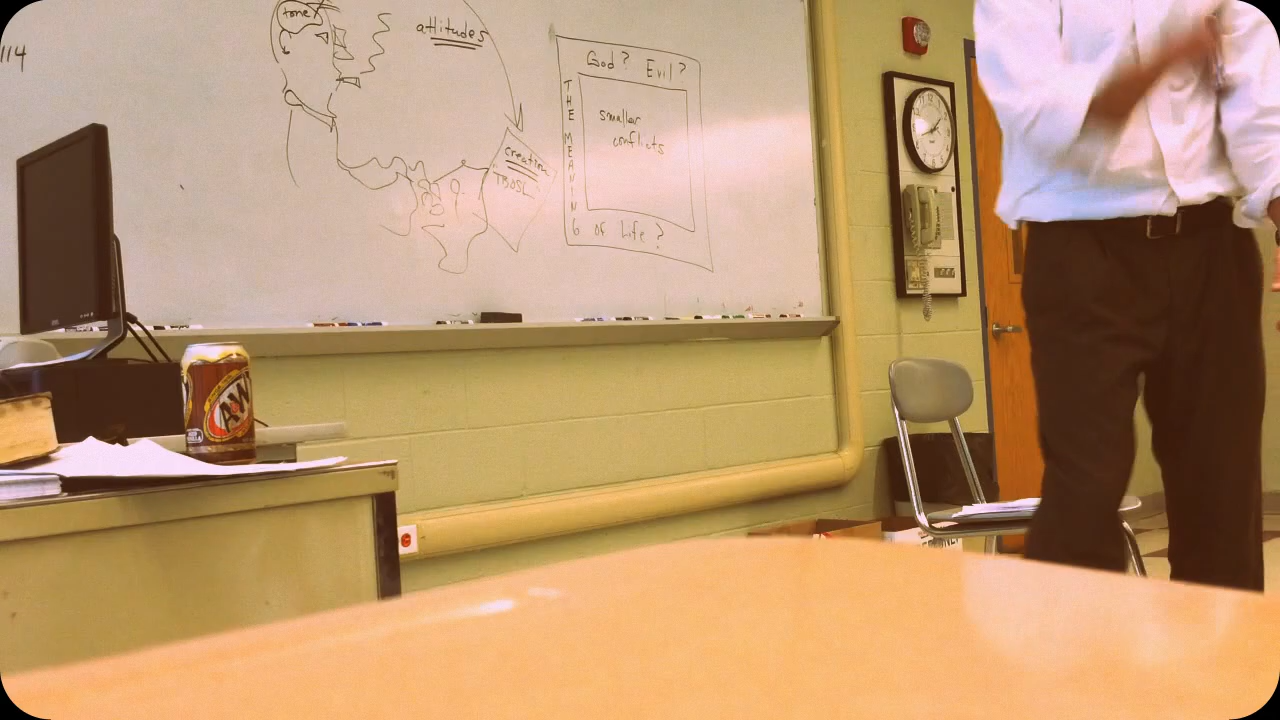 114
tone
attitudes
God? Evil?
THE MEANING of Life?
smaller
conflicts
creation
"TBOSL"
A&W